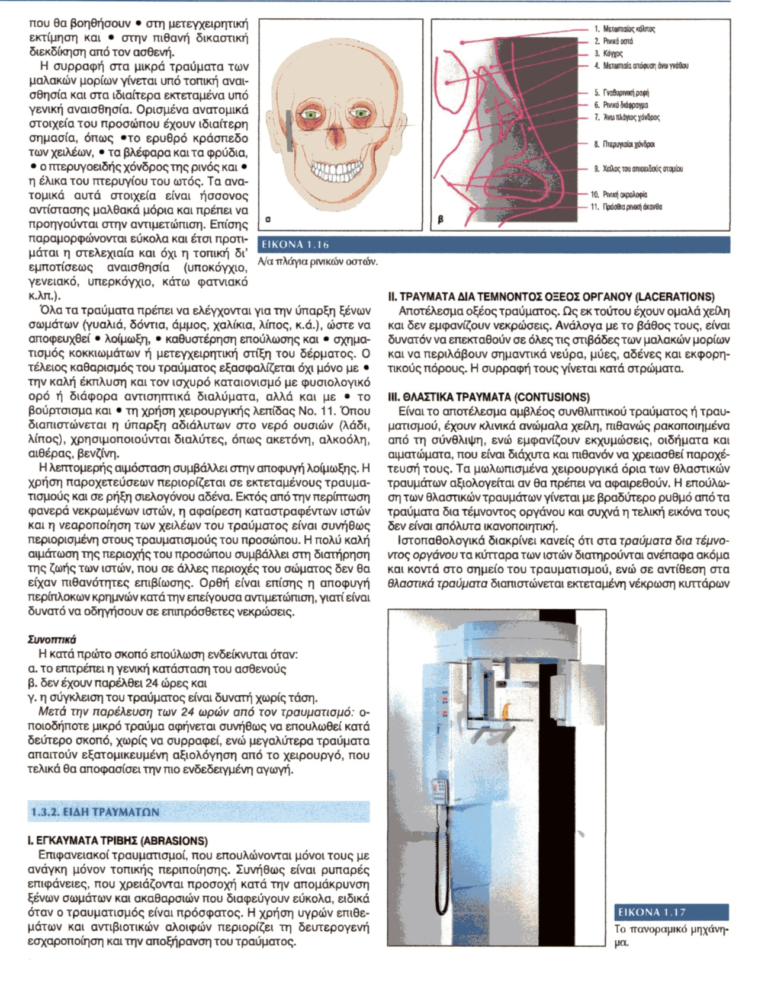 που θα βοηθήσουν • στη μετεγχειρητική
εκτίμηση και • στην πιθανή δικαστική
διεκδίκηση από τον ασθενή.
Η συρραφή στα μικρά τραύματα των
μαλακών μορίων γίνεται υπό τοπική αναι-
σθησία και στα ιδιαίτερα εκτεταμένα υπό
γενική αναισθησία. Ορισμένα ανατομικά
στοιχεία του προσώπου έχουν ιδιαίτερη
σημασία, όπως •το ερυθρό κράσπεδο
των χειλέων, • τα βλέφαρα και τα φρύδια,
• ο πτερυγοειδής χόνδρος της ρινός και •
η έλικα του πτερυγίου του ωτός. Τα ανα-
τομικά αυτά στοιχεία είναι ήσσονος
αντίστασης μαλθακά μόρια και πρέπει να
προηγούνται στην αντιμετώπιση. Επίσης
παραμορφώνονται εύκολα και έτσι προτι-
μάται η στελεχιαία και όχι η τοπική δι'
εμποτίσεως αναισθησία (υποκόγχιο,
γενειακό, υπερκόγχιο, κάτω φατνιακό
κ.λπ.).
Όλα τα τραύματα πρέπει να ελέγχονται για την ύπαρξη ξένων
σωμάτων (γυαλιά, δόντια, άμμος, χαλίκια, λίπος, κ.ά.), ώστε να
αποφευχθεί • λοίμωξη, • καθυστέρηση επούλωσης και • σχημα-
τισμός κοκκιωμάτων ή μετεγχειρητική στίξη του δέρματος. Ο
τέλειος καθαρισμός του τραύματος εξασφαλίζεται όχι μόνο με •
την καλή έκπλυση και τον ισχυρό καταιονισμό με φυσιολογικό
ορό ή διάφορα αντισηπτικά διαλύματα, αλλά και με • το
βούρτσισμα και • τη χρήση χειρουργικής λεπίδας Νο. 11. Όπου
διαπιστώνεται η ύπαρξη αδιάλυτων στο νερό ουσιών (λάδι,
λίπος), χρησιμοποιούνται διαλύτες, όπως ακετόνη, αλκοόλη,
αιθέρας, βενζίνη.
Η λεπτομερής αιμόσταση συμβάλλει στην αποφυγή λοίμωξης. Η
χρήση παροχετεύσεων περιορίζεται σε εκτεταμένους τραυμα-
τισμούς και σε ρήξη σιελογόνου αδένα. Εκτός από την περίπτωση
φανερά νεκρωμένων ιστών, η αφαίρεση καταστραφέντων ιστών
και η νεαροποίηση των χειλέων του τραύματος είναι συνήθως
περιορισμένη στους τραυματισμούς του προσώπου. Η πολύ καλή
αιμάτωση της περιοχής του προσώπου συμβάλλει στη διατήρηση
της ζωής των ιστών, που σε άλλες περιοχές του σώματος δεν θα
είχαν πιθανότητες επιβίωσης. Ορθή είναι επίσης η αποφυγή
περίπλοκων κρημνών κατά την επείγουσα αντιμετώπιση, γιατί είναι
δυνατό να οδηγήσουν σε επιπρόσθετες νεκρώσεις.
Συνοπτικά
Η κατά πρώτο σκοπό επούλωση ενδείκνυται όταν:
α. το επιτρέπει η γενική κατάσταση του ασθενούς
β. δεν έχουν παρέλθει 24 ώρες και
γ. η σύγκλειση του τραύματος είναι δυνατή χωρίς τάση.
Μετά την παρέλευση των 24 ωρών από τον τραυματισμό: ο-
ποιοδήποτε μικρό τραύμα αφήνεται συνήθως να επουλωθεί κατά
δεύτερο σκοπό, χωρίς να συρραφεί, ενώ μεγαλύτερα τραύματα
απαιτούν εξατομικευμένη αξιολόγηση από το χειρουργό, που
τελικά θα αποφασίσει την πιο ενδεδειγμένη αγωγή.
1.3.2. ΕΙΔΗ ΤΡΑΥΜΑΤΩΝ
Ι. ΕΓΚΑΥΜΑΤΑ ΤΡΙΒΗΣ (ABRASIONS)
Επιφανειακοί τραυματισμοί, που επουλώνονται μόνοι τους με
ανάγκη μόνον τοπικής περιποίησης. Συνήθως είναι ρυπαρές
επιφάνειες, που χρειάζονται προσοχή κατά την απομάκρυνση
ξένων σωμάτων και ακαθαρσιών που διαφεύγουν εύκολα, ειδικά
όταν ο τραυματισμός είναι πρόσφατος. Η χρήση υγρών επιθε-
μάτων και αντιβιοτικών αλοιφών περιορίζει τη δευτερογενή
εσχαροποίηση και την αποξήρανση του τραύματος.
α
β
1. Μετωπιαίος κόλπος
2. Ρινικά οστά
3. Κόγχος
4. Μετωπιαία απόφυση άνω γνάθου
5. Γναθορινική ραφή
6. Ρινικό διάφραγμα
7. Άνω πλάγιος χόνδρος
8. Πτερυγιαίοι χόνδροι
9. Χείλος του απιοειδούς στομίου
10. Ρινική ακρολοφία
11. Πρόσθια ρινική άκανθα
ΕΙΚΟΝΑ 1.16
Α/α πλάγια ρινικών οστών.
ΙΙ. ΤΡΑΥΜΑΤΑ ΔΙΑ ΤΕΜΝΟΝΤΟΣ ΟΞΕΟΣ ΟΡΓΑΝΟΥ (LACERATIONS)
Αποτέλεσμα οξέος τραύματος. Ως εκ τούτου έχουν ομαλά χείλη
και δεν εμφανίζουν νεκρώσεις. Ανάλογα με το βάθος τους, είναι
δυνατόν να επεκταθούν σε όλες τις στιβάδες των μαλακών μορίων
και να περιλάβουν σημαντικά νεύρα, μύες, αδένες και εκφορη-
τικούς πόρους. Η συρραφή τους γίνεται κατά στρώματα.
ΙΙΙ. ΘΛΑΣΤΙΚΑ ΤΡΑΥΜΑΤΑ (CONTUSIONS)
Είναι το αποτέλεσμα αμβλέος συνθλιπτικού τραύματος ή τραυ-
ματισμού, έχουν κλινικά ανώμαλα χείλη, πιθανώς ρακοποιημένα
από τη σύνθλιψη, ενώ εμφανίζουν εκχυμώσεις, οιδήματα και
αιματώματα, που είναι διάχυτα και πιθανόν να χρειασθεί παροχέ-
τευσή τους. Τα μωλωπισμένα χειρουργικά όρια των θλαστικών
τραυμάτων αξιολογείται αν θα πρέπει να αφαιρεθούν. Η επούλω-
ση των θλαστικών τραυμάτων γίνεται με βραδύτερο ρυθμό από τα
τραύματα δια τέμνοντος οργάνου και συχνά η τελική εικόνα τους
δεν είναι απόλυτα ικανοποιητική.
Ιστοπαθολογικά διακρίνει κανείς ότι στα τραύματα δια τέμνο-
ντος οργάνου τα κύτταρα των ιστών διατηρούνται ανέπαφα ακόμα
και κοντά στο σημείο του τραυματισμού, ενώ σε αντίθεση στα
θλαστικά τραύματα διαπιστώνεται εκτεταμένη νέκρωση κυττάρων
ΕΙΚΟΝΑ 1.17
Το πανοραμικό μηχάνη-
μα.